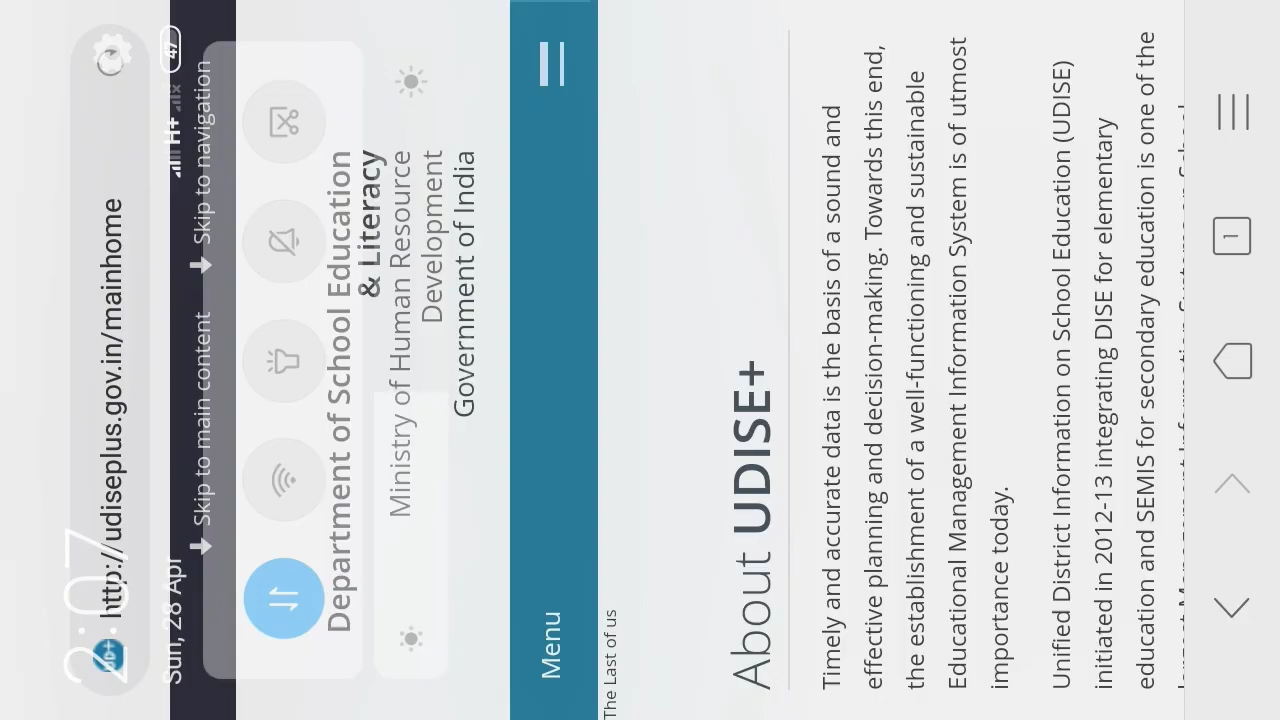 2:07
http://udiseplus.gov.in/mainhome
Sun, 28 Apr
H+
47
Skip to main content
Skip to navigation
Department of School Education
& Literacy
Ministry of Human Resource
Development
Government of India
Menu
The Last of us
About UDISE+
Timely and accurate data is the basis of a sound and
effective planning and decision-making. Towards this end,
the establishment of a well-functioning and sustainable
Educational Management Information System is of utmost
importance today.
Unified District Information on School Education (UDISE)
initiated in 2012-13 integrating DISE for elementary
education and SEMIS for secondary education is one of the
1